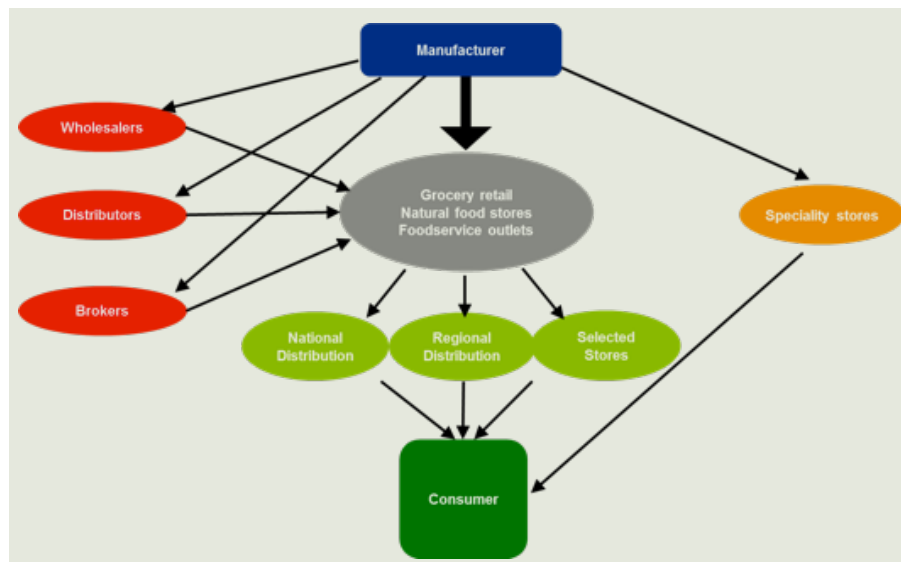 Manufacturer
Wholesalers
Grocery retail
Natural food stores
Foodservice outlets
Distributors
Speciality stores
Brokers
National
Distribution
Regional
Distribution
Selected
Stores
Consumer